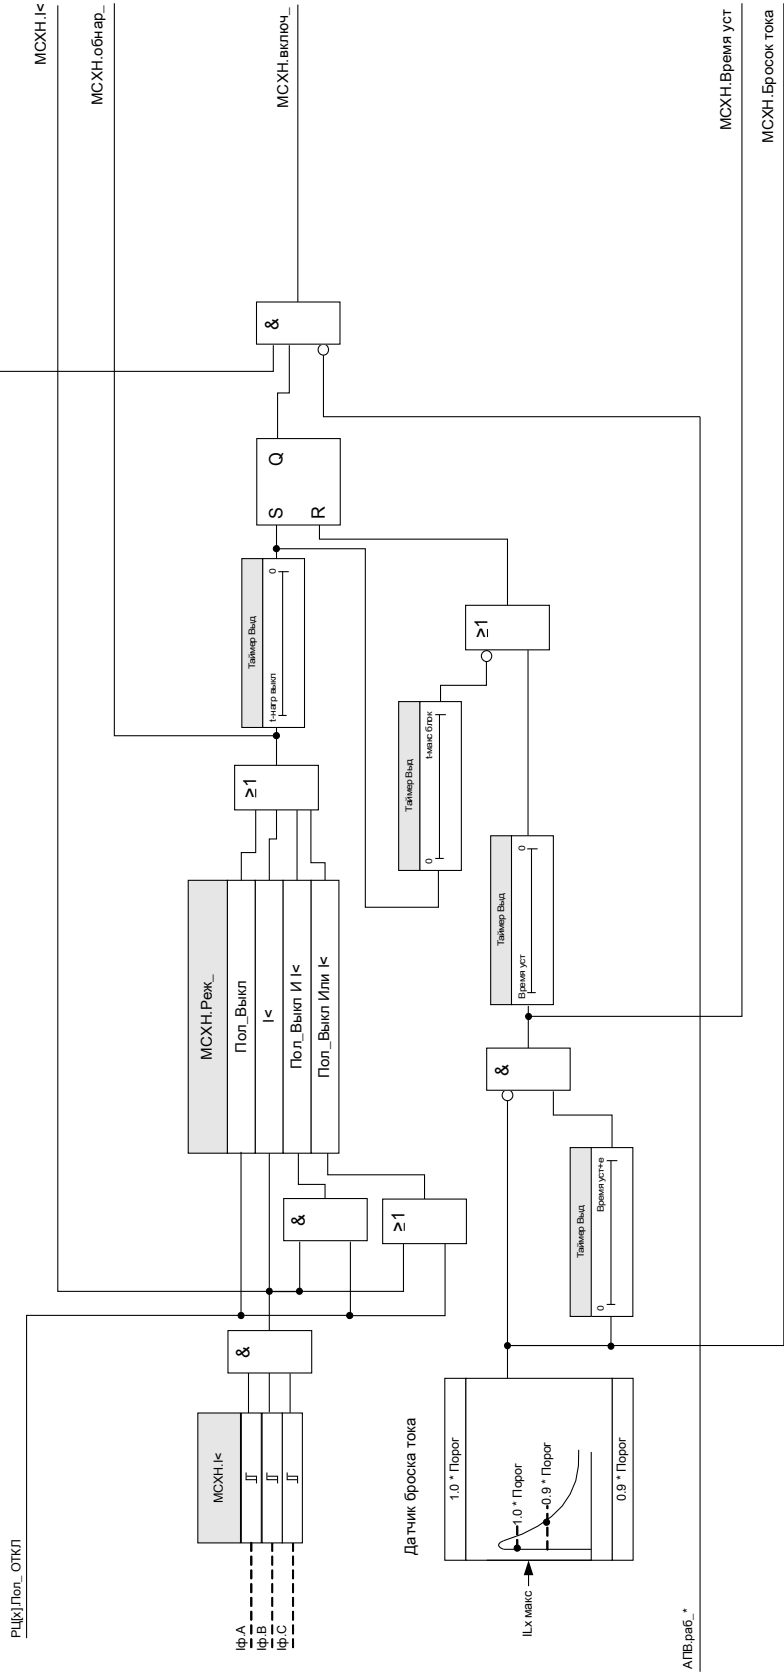 РЦ[x].Пол_ ОТКЛ
Iф.A
Iф.B
Iф.C
МСХН.I<
&
&
≥1
МСХН.Реж_
Пол_Выкл
I<
Пол_Выкл И I<
Пол_Выкл Или I<
≥1
Таймер Выд
t-нагр выкл
0
S
R
Q
&
МСХН.I<
МСХН.обнар_
МСХН.включ_
Таймер Выд
0
t-макс блок
≥1
Датчик броска тока
ILx макс
1.0 * Порог
1.0 * Порог
0.9 * Порог
0.9 * Порог
Таймер Выд
0
Время уст+e
&
Таймер Выд
Время уст
0
АПВ.раб_*
МСХН.Время уст
МСХН.Бросок тока